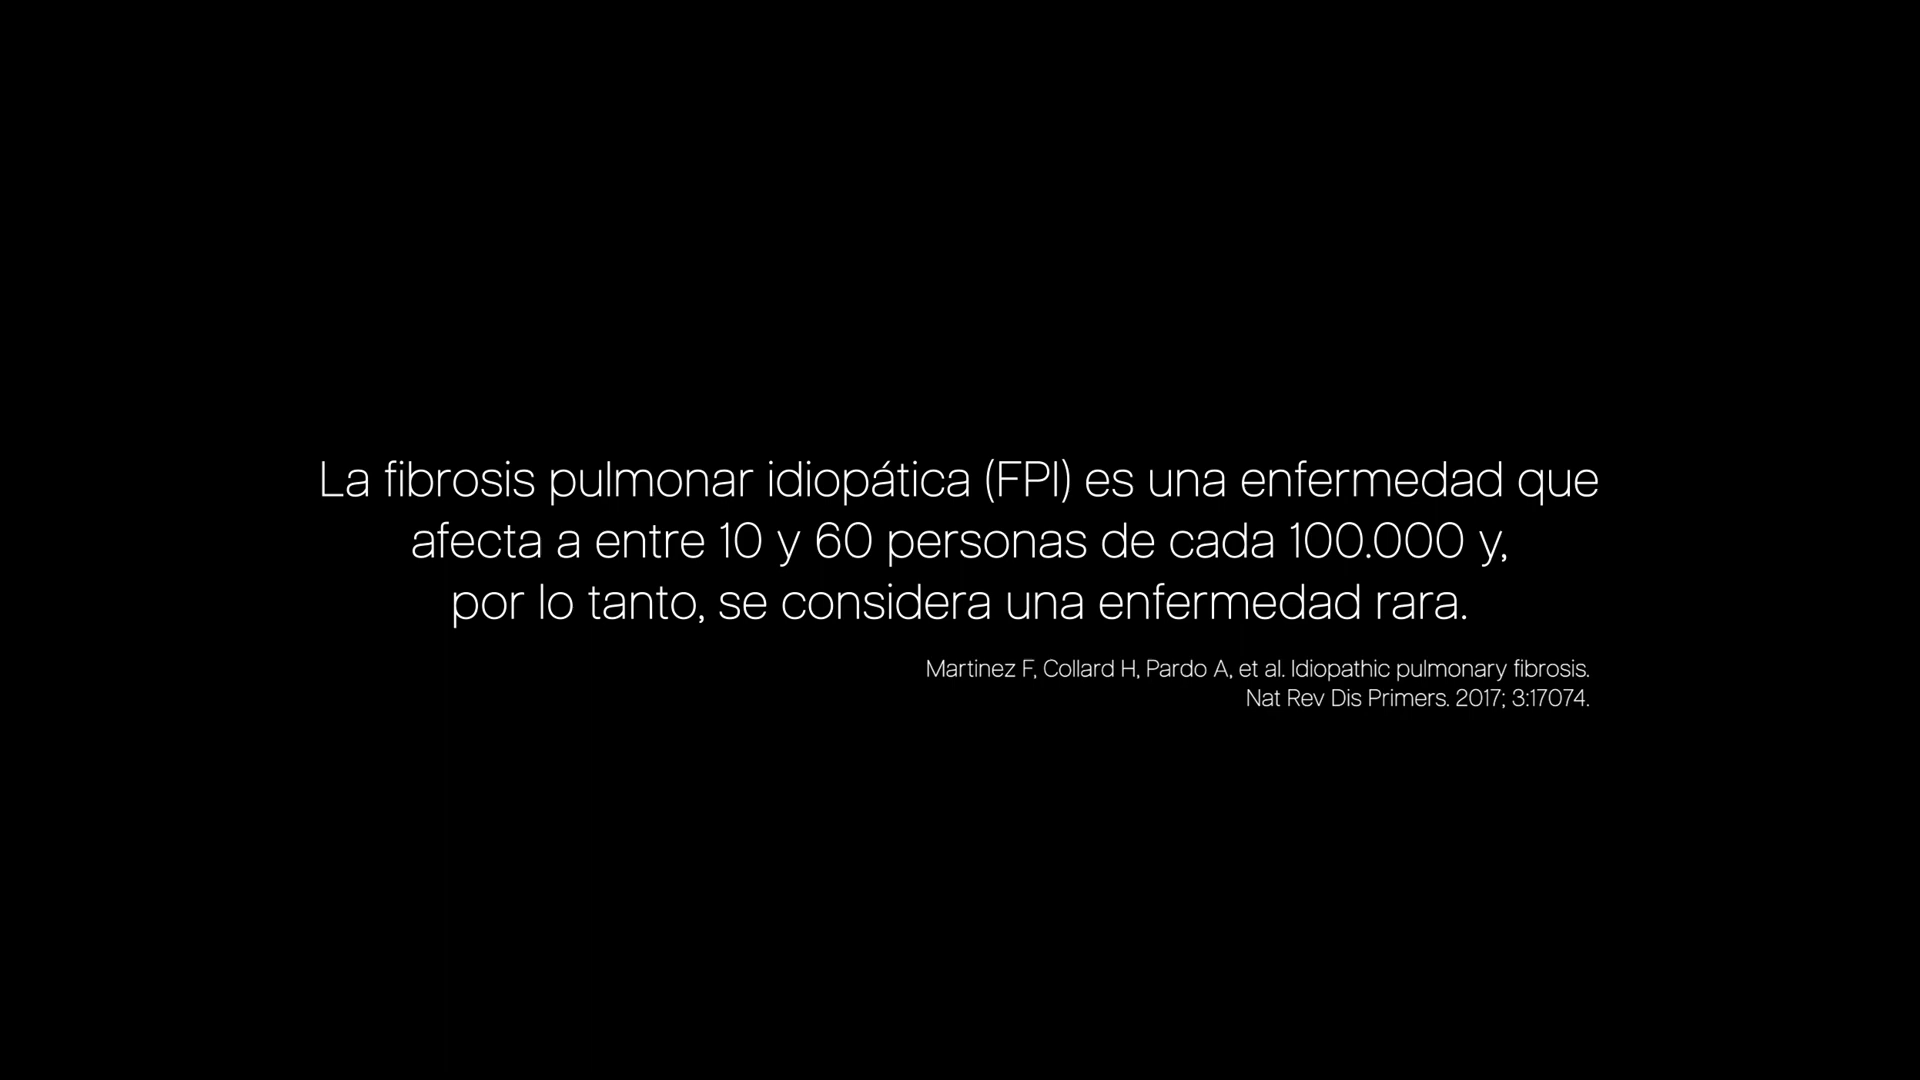 La fibrosis pulmonar idiopática (FPI) es una enfermedad que
afecta a entre 10 y 60 personas de cada 100.000 y,
por lo tanto, se considera una enfermedad rara.
Martinez F, Collard H, Pardo A, et al. Idiopathic pulmonary fibrosis.
Nat Rev Dis Primers. 2017; 3:17074.